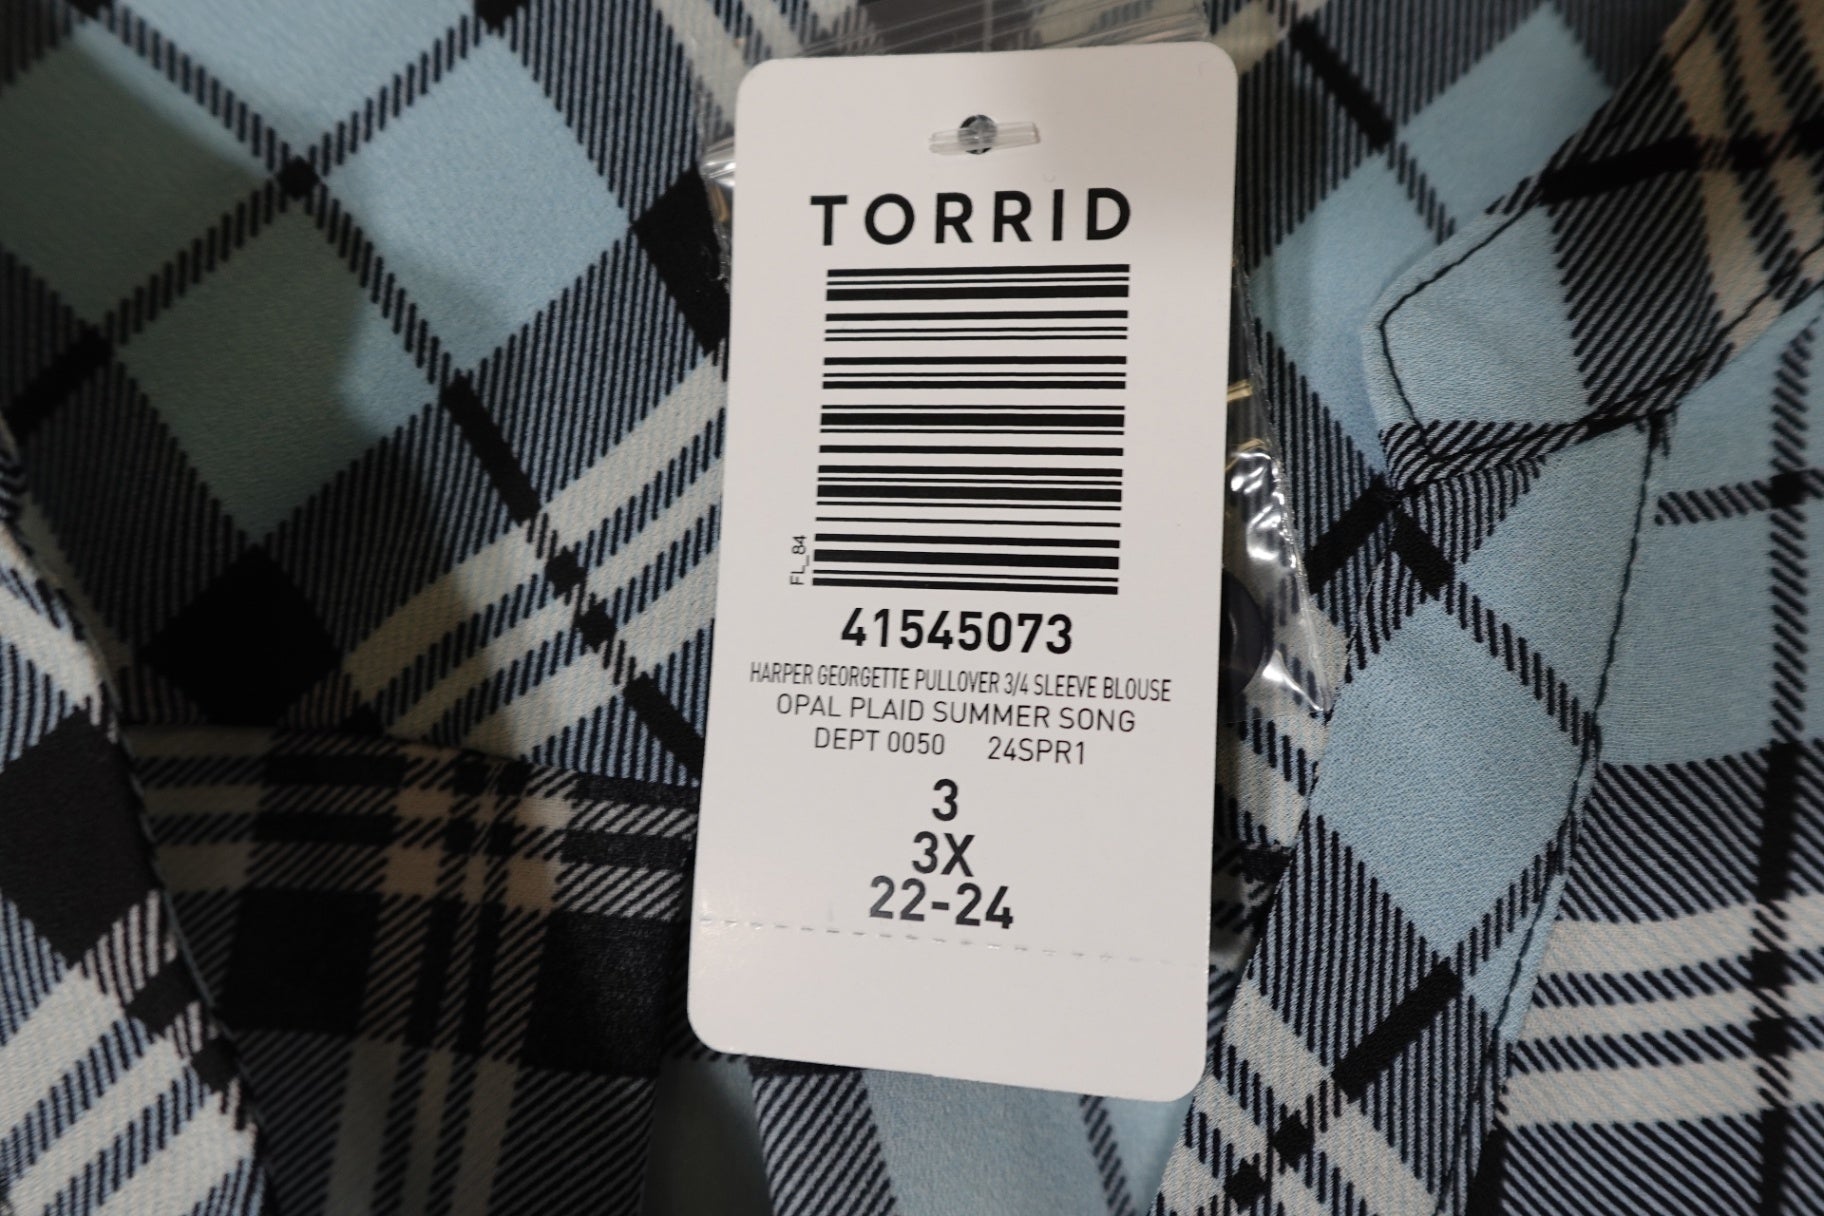 TORRID
FL_84
41545073
HARPER GEORGETTE PULLOVER 3/4 SLEEVE BLOUSE
OPAL PLAID SUMMER SONG
DEPT 0050 24SPR1
3
3X
22-24